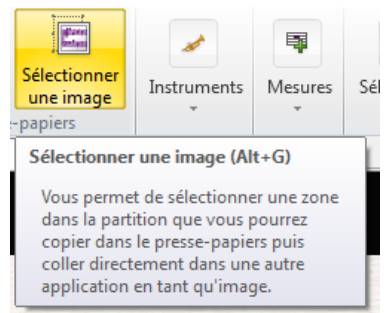 Sélectionner
une image
Instruments
Mesures
Sél
-papiers
Sélectionner une image (Alt+G)
Vous permet de sélectionner une zone
dans la partition que vous pourrez
copier dans le presse-papiers puis
coller directement dans une autre
application en tant qu'image.